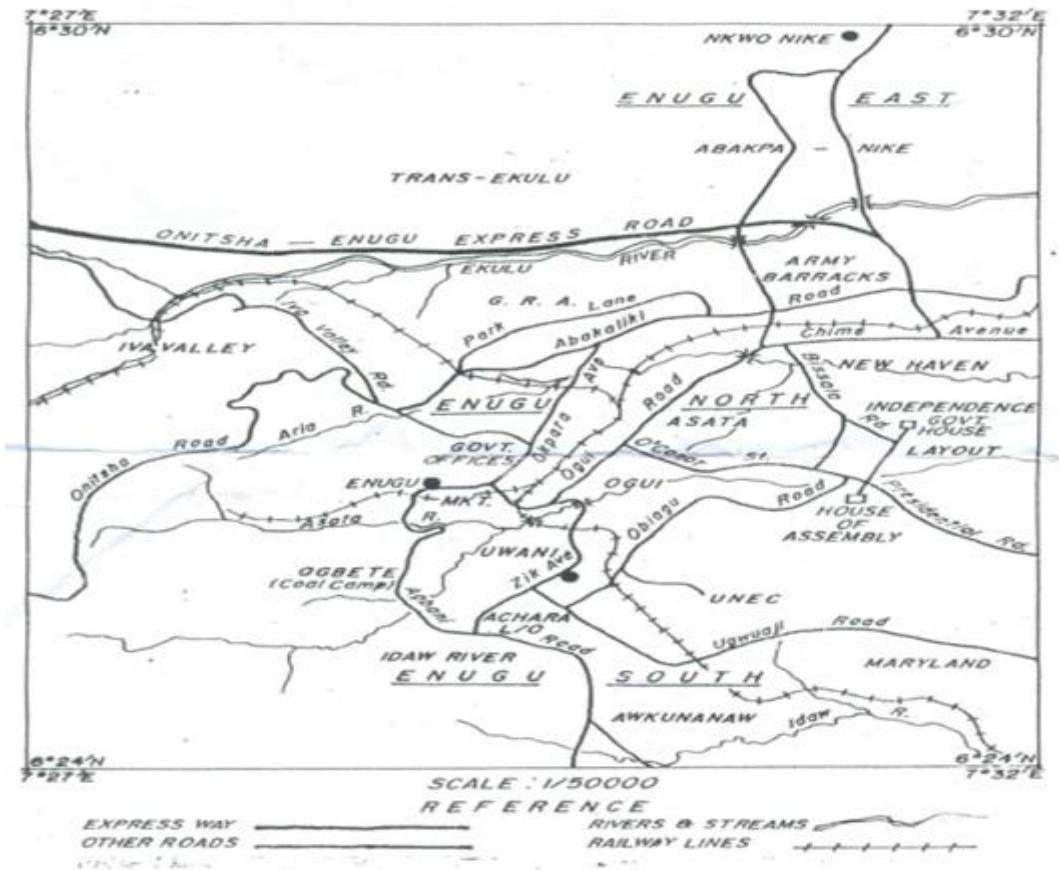 7°27'E 7°32'E
6°30'N 6°30'N
NKWO NIKE
ENUGU EAST
ABAKPA - NIKE
TRANS-EKULU
ONITSHA — ENUGU EXPRESS ROAD
EKULU RIVER
ARMY
BARRACKS
G. R. A.
Park Lane
Abakaliki Road
Iva Valley Rd.
IVA VALLEY
Chime Avenue
NEW HAVEN
Bissala Rd
ENUGU NORTH
Okpara Ave
Ogui Road
ASATA
INDEPENDENCE
GOVT.
HOUSE
LAYOUT
Aria R.
Onitsha Road
GOVT.
OFFICES
O'Conor St.
ENUGU
MKT.
OGUI
Asata R.
Obiagu Road
HOUSE
OF
ASSEMBLY
Presidential Rd.
UWANI
Zik Ave
OGBETE
(Coal Camp)
Agbani Road
UNEC
ACHARA
L/O
Ugwuaji Road
IDAW RIVER
MARYLAND
ENUGU SOUTH
AWKUNANAW
Idaw R.
6°24'N 6°24'N
7°27'E 7°32'E
SCALE : 1/50000
REFERENCE
EXPRESS WAY
OTHER ROADS
RIVERS & STREAMS
RAILWAY LINES